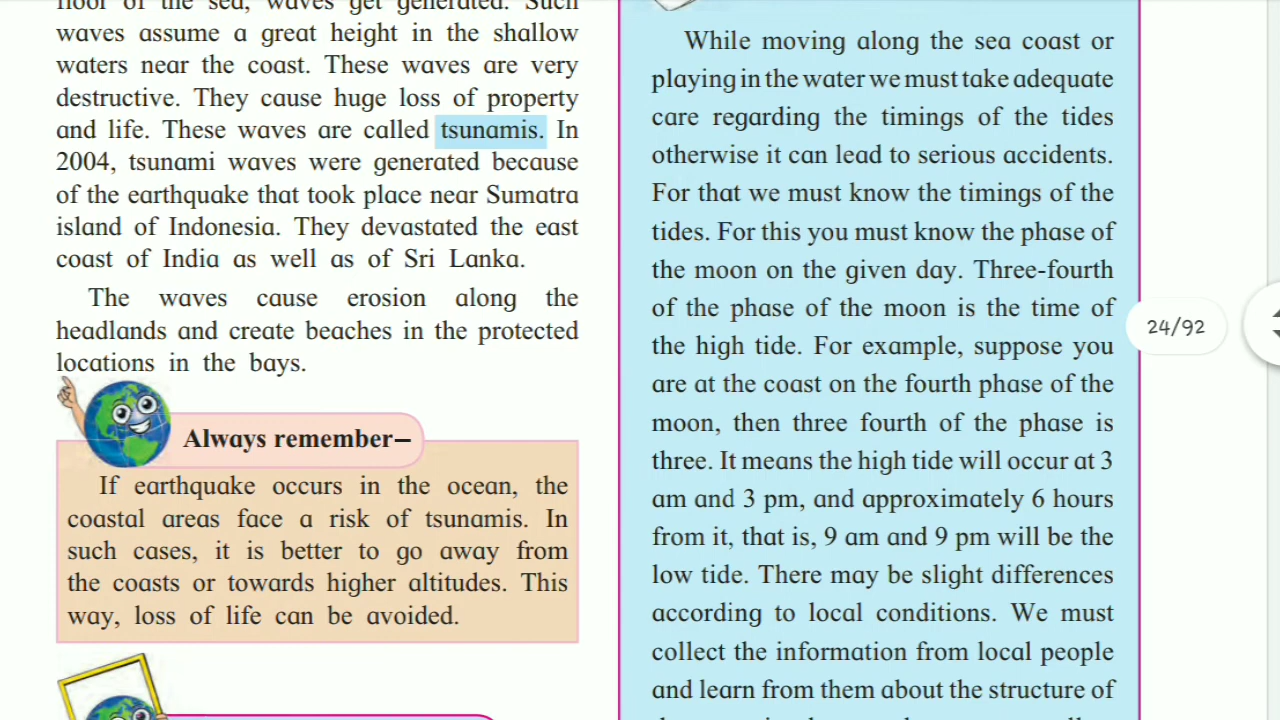 floor of the sea, waves get generated. Such
waves assume a great height in the shallow
waters near the coast. These waves are very
destructive. They cause huge loss of property
and life. These waves are called tsunamis. In
2004, tsunami waves were generated because
of the earthquake that took place near Sumatra
island of Indonesia. They devastated the east
coast of India as well as of Sri Lanka.
The waves cause erosion along the
headlands and create beaches in the protected
locations in the bays.
Always remember–
If earthquake occurs in the ocean, the
coastal areas face a risk of tsunamis. In
such cases, it is better to go away from
the coasts or towards higher altitudes. This
way, loss of life can be avoided.
While moving along the sea coast or
playing in the water we must take adequate
care regarding the timings of the tides
otherwise it can lead to serious accidents.
For that we must know the timings of the
tides. For this you must know the phase of
the moon on the given day. Three-fourth
of the phase of the moon is the time of
the high tide. For example, suppose you
are at the coast on the fourth phase of the
moon, then three fourth of the phase is
three. It means the high tide will occur at 3
am and 3 pm, and approximately 6 hours
from it, that is, 9 am and 9 pm will be the
low tide. There may be slight differences
according to local conditions. We must
collect the information from local people
and learn from them about the structure of
24/92